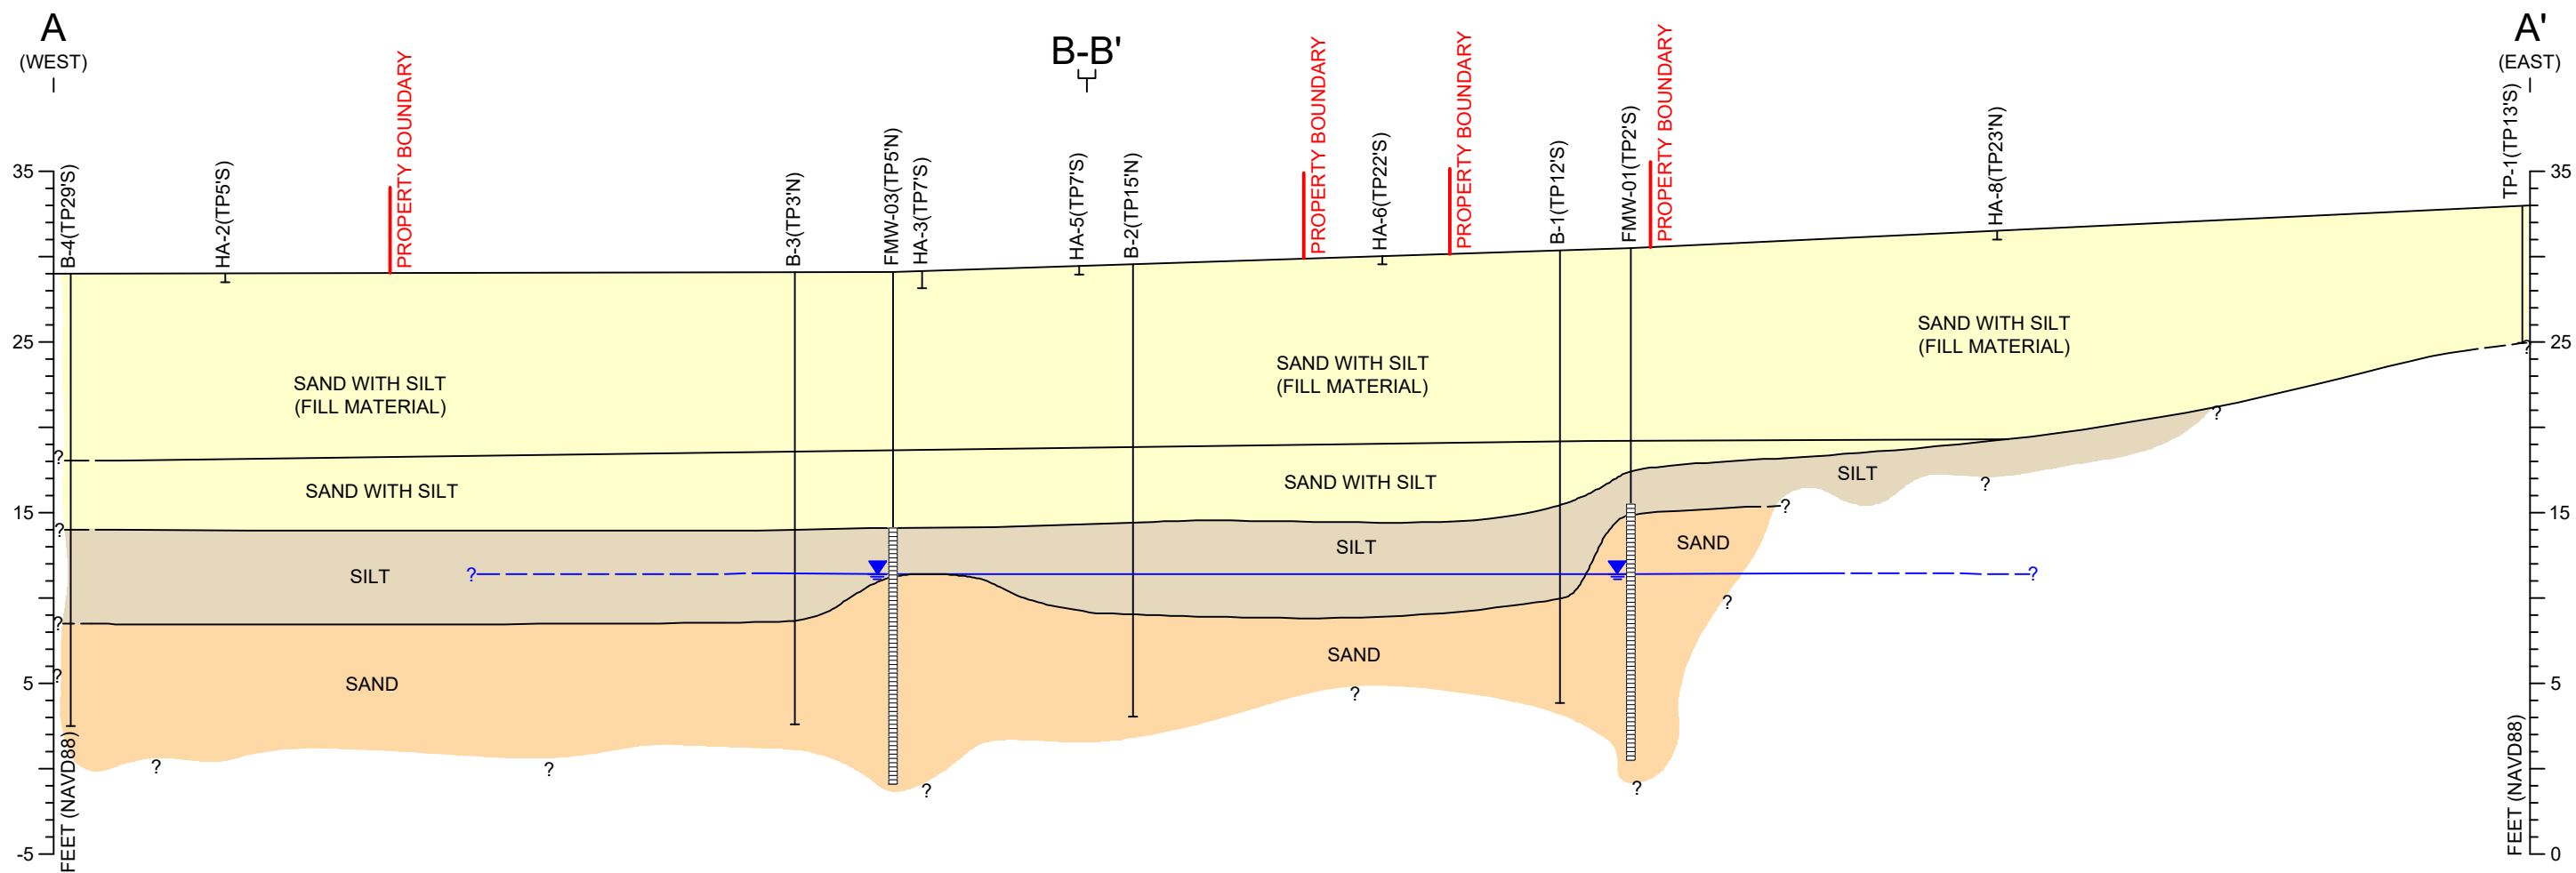 A
(WEST)
B-B'
A'
(EAST)
PROPERTY BOUNDARY
PROPERTY BOUNDARY
PROPERTY BOUNDARY
PROPERTY BOUNDARY
B-4(TP29'S)
HA-2(TP5'S)
B-3(TP3'N)
FMW-03(TP5'N)
HA-3(TP7'S)
HA-5(TP7'S)
B-2(TP15'N)
HA-6(TP22'S)
B-1(TP12'S)
FMW-01(TP2'S)
HA-8(TP23'N)
TP-1(TP13'S)
35
25
15
5
-5
FEET (NAVD88)
35
25
15
5
0
FEET (NAVD88)
SAND WITH SILT
(FILL MATERIAL)
SAND WITH SILT
(FILL MATERIAL)
SAND WITH SILT
(FILL MATERIAL)
?
?
?
SAND WITH SILT
SAND WITH SILT
SILT
?
?
?
SILT
?
SILT
?
SAND
?
?
?
SAND
?
SAND
?
?
?
?
?